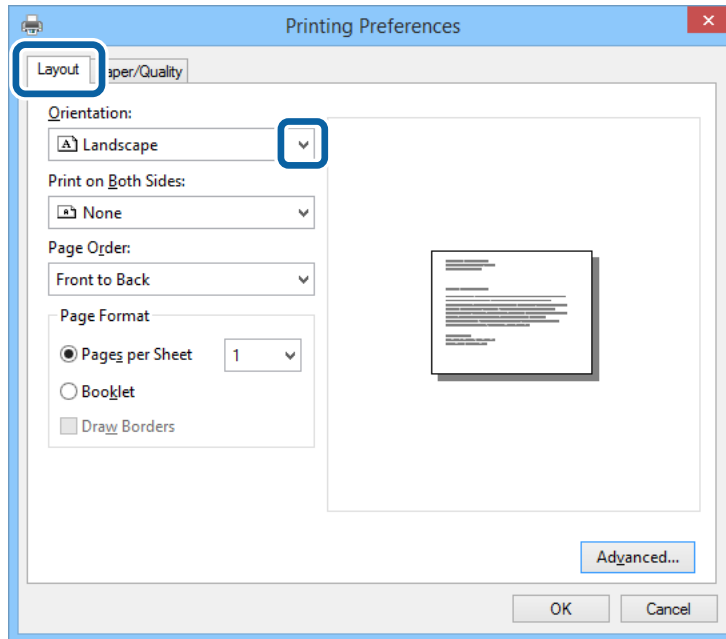 Printing Preferences
Layout
aper/Quality
Orientation:
A Landscape
Print on Both Sides:
None
Page Order:
Front to Back
Page Format
Pages per Sheet 1
Booklet
Draw Borders
Advanced...
OK Cancel